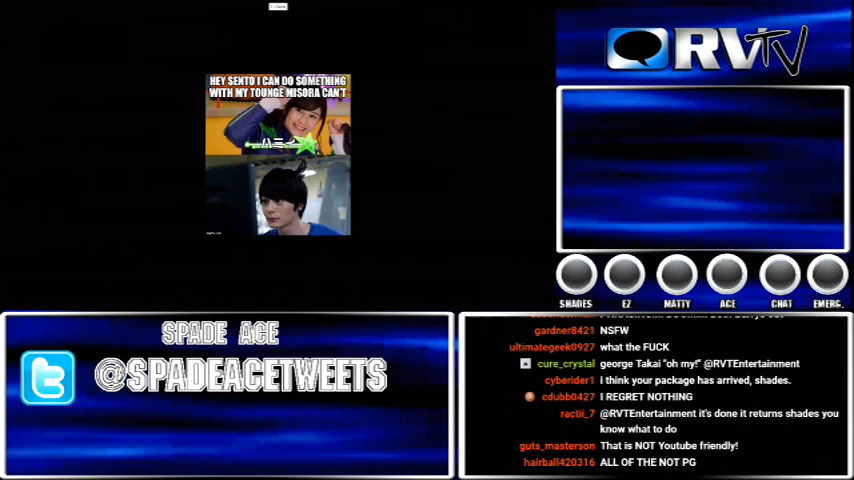 RVTV
HEY SENTO I CAN DO SOMETHING
WITH MY TOUNGE MISORA CAN'T
ハミィ
SHADES
EZ
MATTY
ACE
CHAT
EMERG.
SPADE ACE
@SPADEACETWEETS
gardner8421 NSFW
ultimategeek0927 what the FUCK
cure_crystal george Takai "oh my!" @RVTEntertainment
cyberider1 i think your package has arrived, shades.
cdubb0427 I REGRET NOTHING
ractii_7 @RVTEntertainment it's done it returns shades you
know what to do
guts_masterson That is NOT Youtube friendly!
hairball420316 ALL OF THE NOT PG